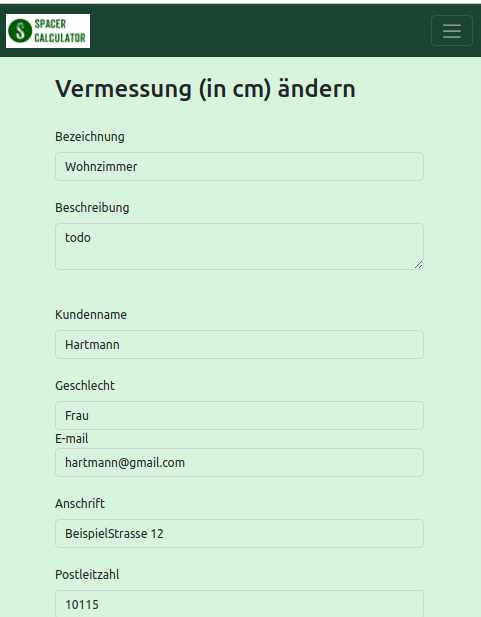 SPACER
CALCULATOR
Vermessung (in cm) ändern
Bezeichnung
Wohnzimmer
Beschreibung
todo
Kundenname
Hartmann
Geschlecht
Frau
E-mail
hartmann@gmail.com
Anschrift
BeispielStrasse 12
Postleitzahl
10115